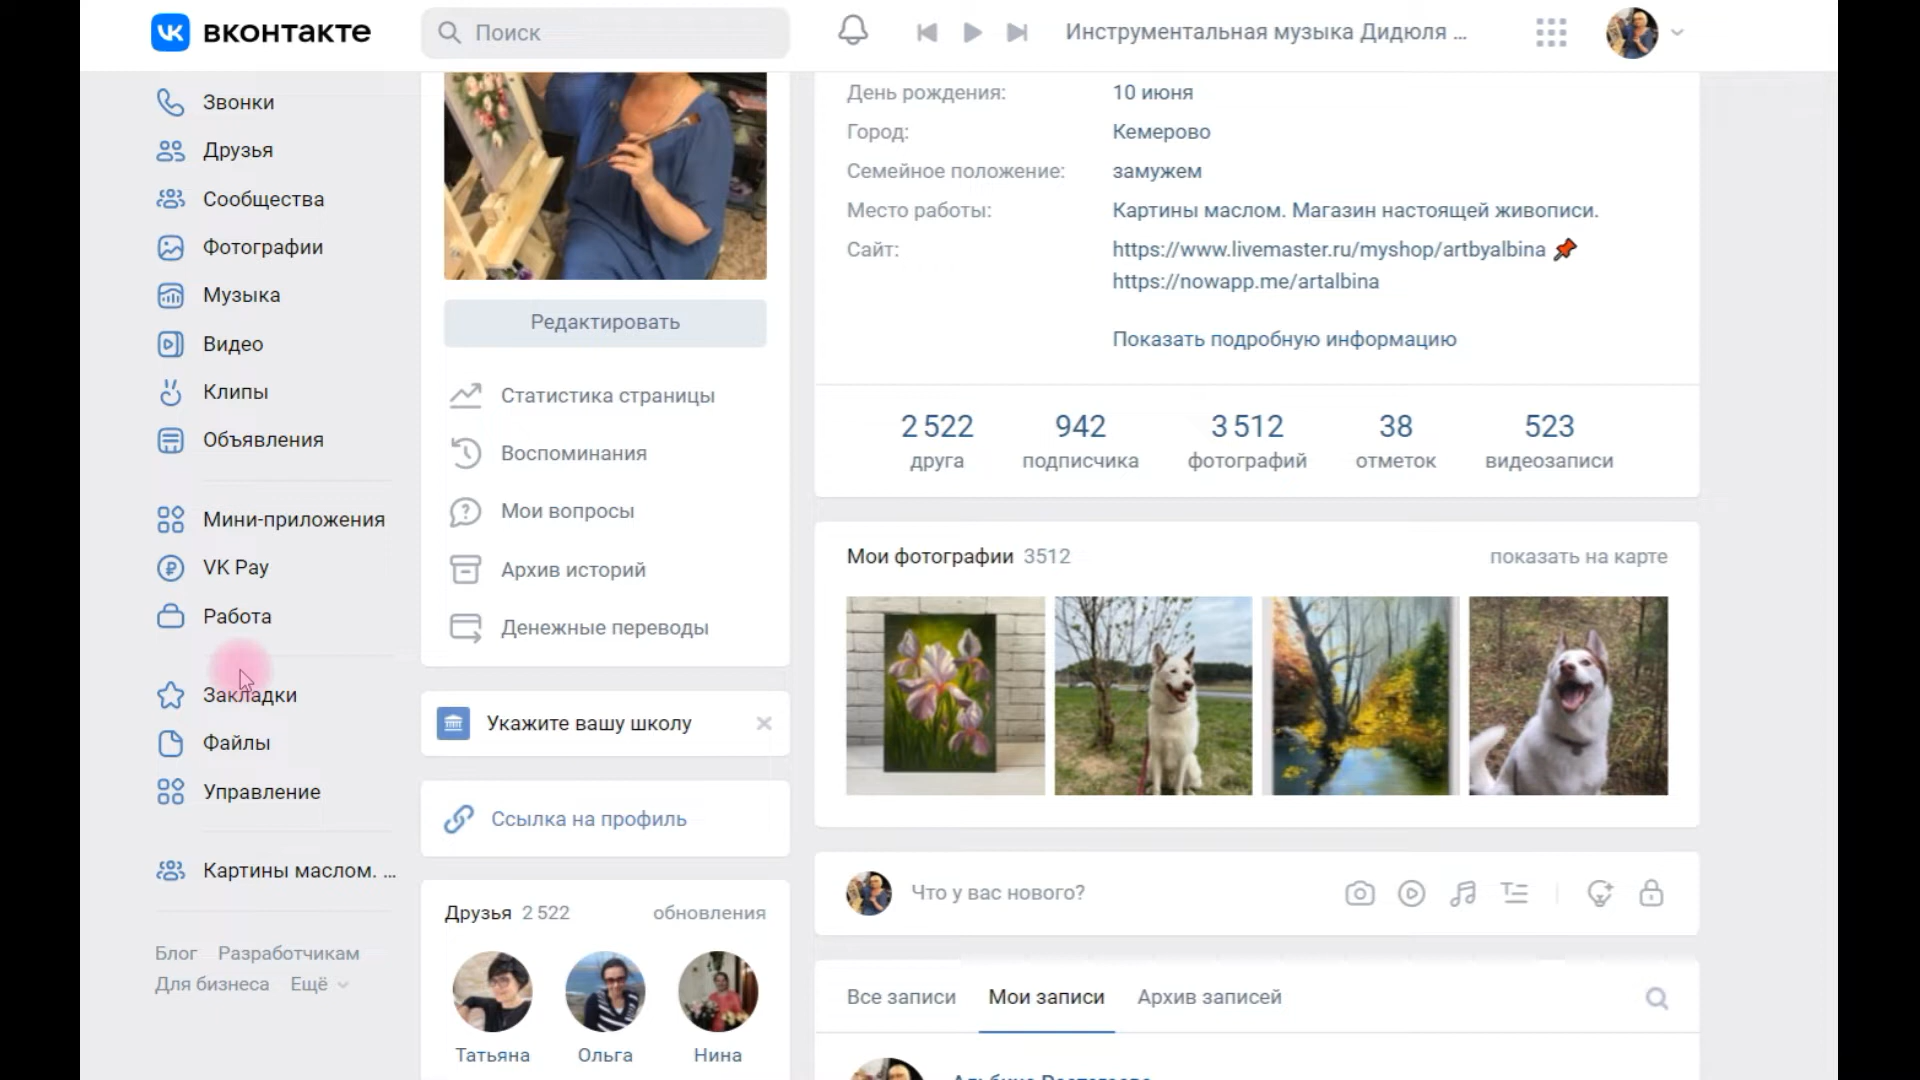 вконтакте
Поиск
Инструментальная музыка Дидюля ...
Звонки
Друзья
Сообщества
Фотографии
Музыка
Видео
Клипы
Объявления
Мини-приложения
VK Pay
Работа
Закладки
Файлы
Управление
Картины маслом. ...
Блог Разработчикам
Для бизнеса Ещё
Редактировать
Статистика страницы
Воспоминания
Мои вопросы
Архив историй
Денежные переводы
Укажите вашу школу
Ссылка на профиль
Друзья 2 522 обновления
Татьяна Ольга Нина
День рождения: 10 июня
Город: Кемерово
Семейное положение: замужем
Место работы: Картины маслом. Магазин настоящей живописи.
Сайт: https://www.livemaster.ru/myshop/artbyalbina
https://nowapp.me/artalbina
Показать подробную информацию
2 522 942 3 512 38 523
друга подписчика фотографий отметок видеозаписи
Мои фотографии 3512 показать на карте
Что у вас нового?
Все записи Мои записи Архив записей